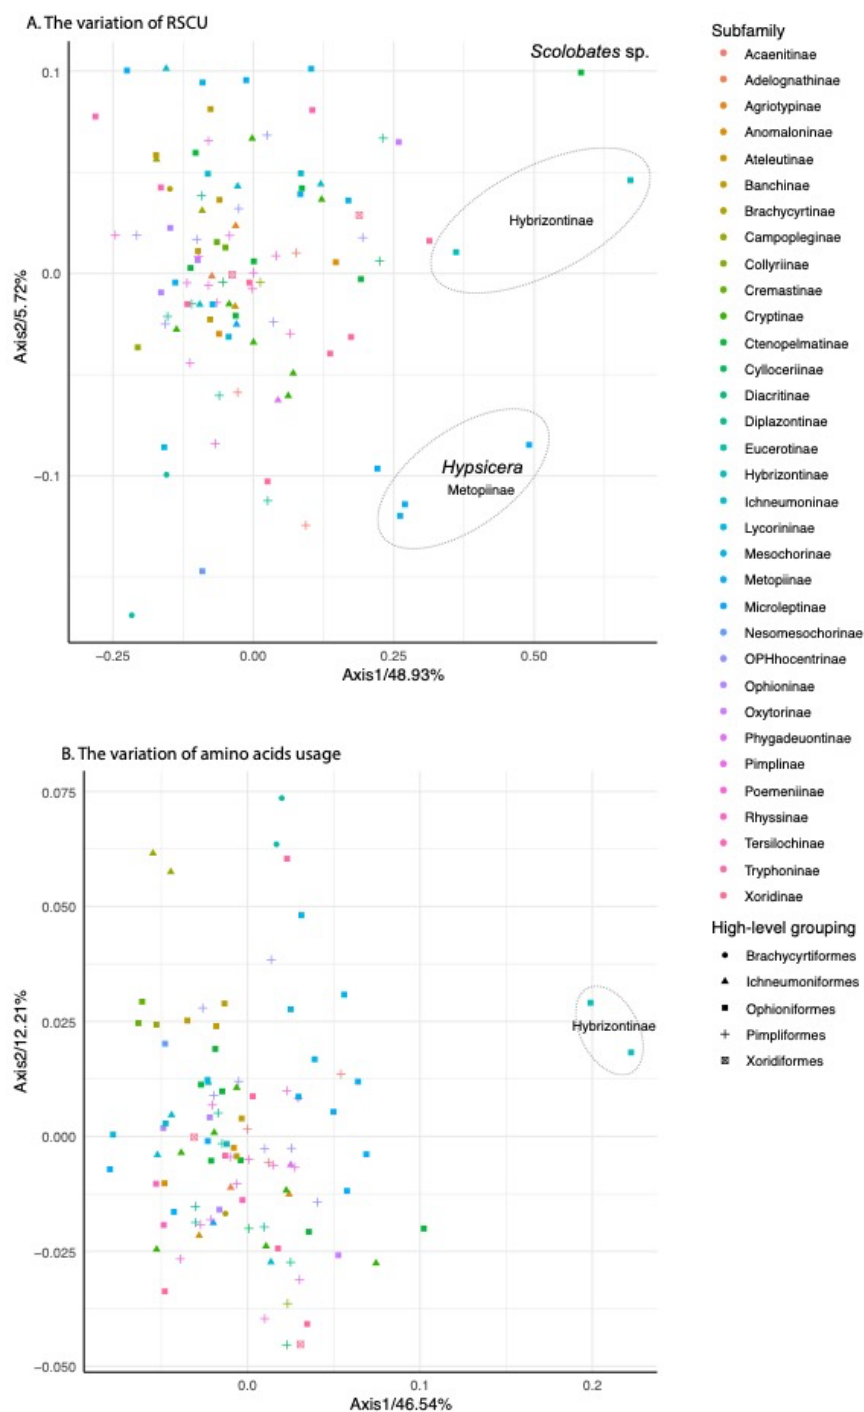 A. The variation of RSCU
Scolobates sp.
0.1
Hybrizontinae
0.0
Axis2/5.72%
Hypsicera
−0.1
Metopiinae
−0.25
0.00
0.25
0.50
Axis1/48.93%
B. The variation of amino acids usage
0.075
0.050
0.025
Hybrizontinae
Axis2/12.21%
0.000
−0.025
−0.050
0.0
0.1
0.2
Axis1/46.54%
Subfamily
Acaenitinae
Adelognathinae
Agriotypinae
Anomaloninae
Ateleutinae
Banchinae
Brachycyrtinae
Campopleginae
Collyriinae
Cremastinae
Cryptinae
Ctenopelmatinae
Cylloceriinae
Diacritinae
Diplazontinae
Eucerotinae
Hybrizontinae
Ichneumoninae
Lycorininae
Mesochorinae
Metopiinae
Microleptinae
Nesomesochorinae
OPHhocentrinae
Ophioninae
Oxytorinae
Phygadeuontinae
Pimplinae
Poemeniinae
Rhyssinae
Tersilochinae
Tryphoninae
Xoridinae
High-level grouping
Brachycyrtiformes
Ichneumoniformes
Ophioniformes
Pimpliformes
Xoridiformes